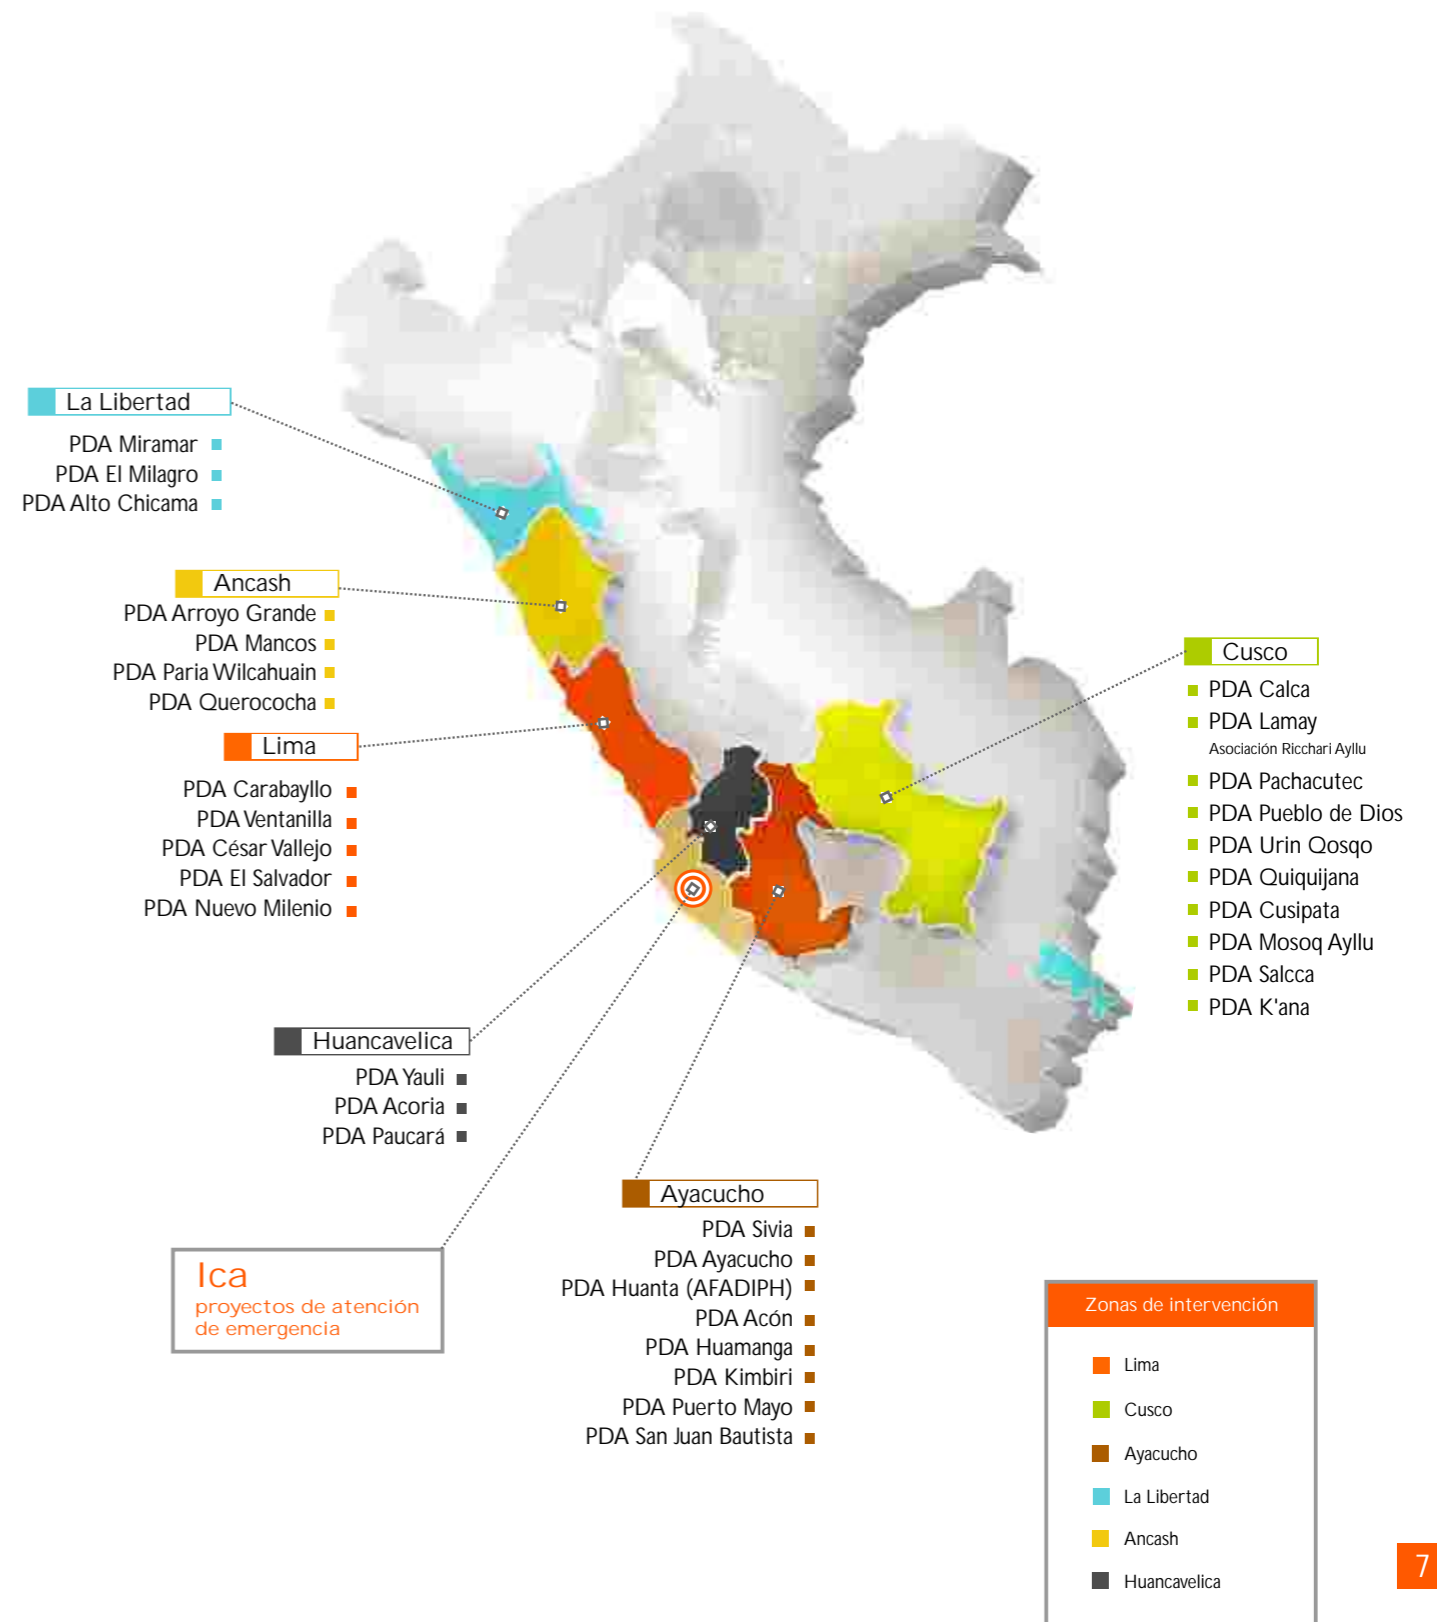 La Libertad
PDA Miramar
PDA El Milagro
PDA Alto Chicama
Ancash
PDA Arroyo Grande
PDA Mancos
PDA Paria Wilcahuain
PDA Querococha
Lima
PDA Carabayllo
PDA Ventanilla
PDA César Vallejo
PDA El Salvador
PDA Nuevo Milenio
Cusco
PDA Calca
PDA Lamay
Asociación Ricchari Ayllu
PDA Pachacutec
PDA Pueblo de Dios
PDA Urin Qosqo
PDA Quiquijana
PDA Cusipata
PDA Mosoq Ayllu
PDA Salcca
PDA K'ana
Huancavelica
PDA Yauli
PDA Acoria
PDA Paucará
Ica
proyectos de atención
de emergencia
Ayacucho
PDA Sivia
PDA Ayacucho
PDA Huanta (AFADIPH)
PDA Acón
PDA Huamanga
PDA Kimbiri
PDA Puerto Mayo
PDA San Juan Bautista
Zonas de intervención
Lima
Cusco
Ayacucho
La Libertad
Ancash
Huancavelica
7